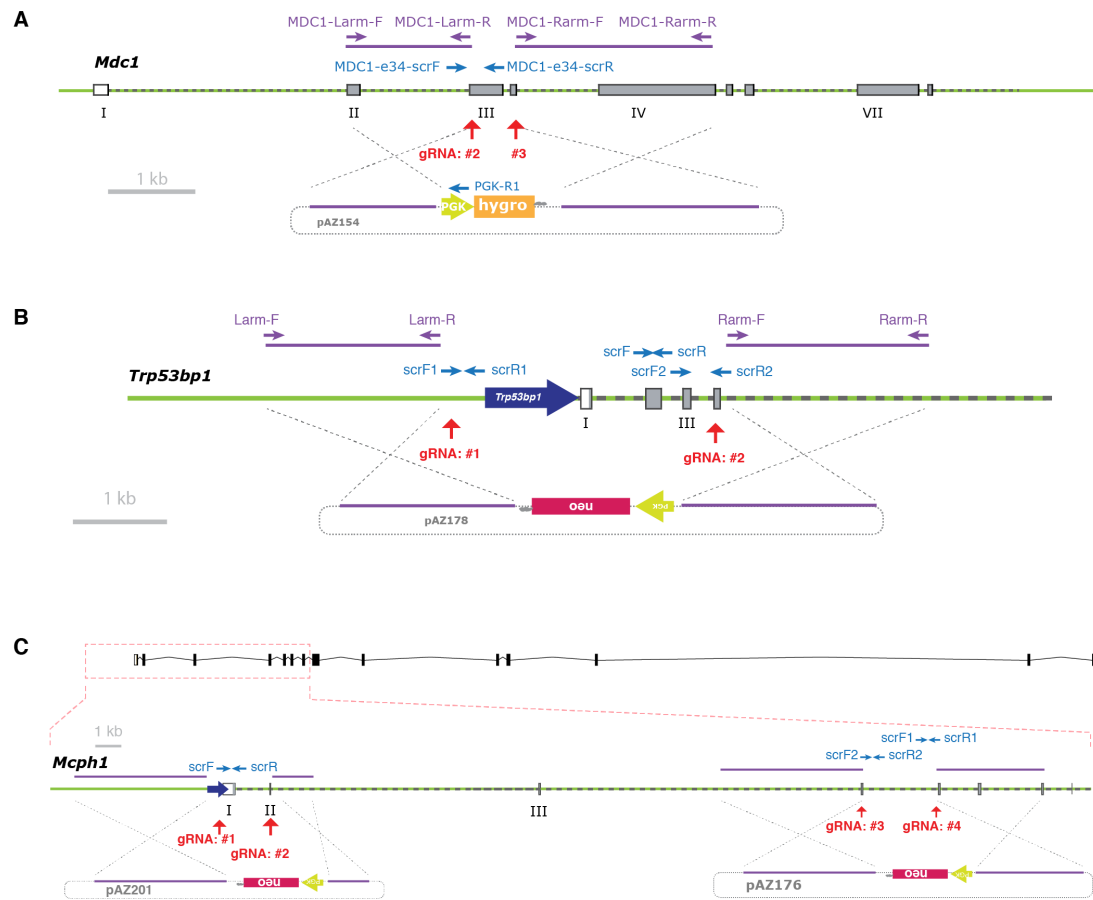 A
MDC1-Larm-F MDC1-Larm-R MDC1-Rarm-F MDC1-Rarm-R
Mdc1
MDC1-e34-scrF MDC1-e34-scrR
I II III IV VII
gRNA: #2 #3
1 kb
PGK-R1
PGK hygro
pAZ154
B
Larm-F Larm-R Rarm-F Rarm-R
scrF scrR
Trp53bp1
scrF1 scrR1 scrF2 scrR2
Trp53bp1
I III
gRNA: #1 gRNA: #2
1 kb
neo PGK
pAZ178
C
1 kb
scrF1 scrR1
Mcph1
scrF scrR scrF2 scrR2
I II III
gRNA: #1 gRNA: #2 gRNA: #3 gRNA: #4
neo PGK neo PGK
pAZ201 pAZ176